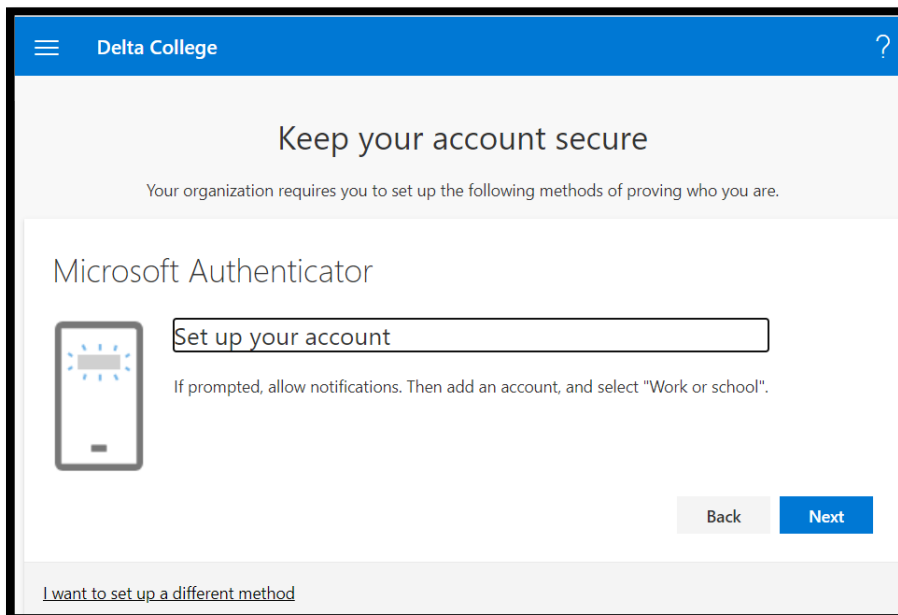 Delta College
?
Keep your account secure
Your organization requires you to set up the following methods of proving who you are.
Microsoft Authenticator
Set up your account
If prompted, allow notifications. Then add an account, and select "Work or school".
Back Next
I want to set up a different method